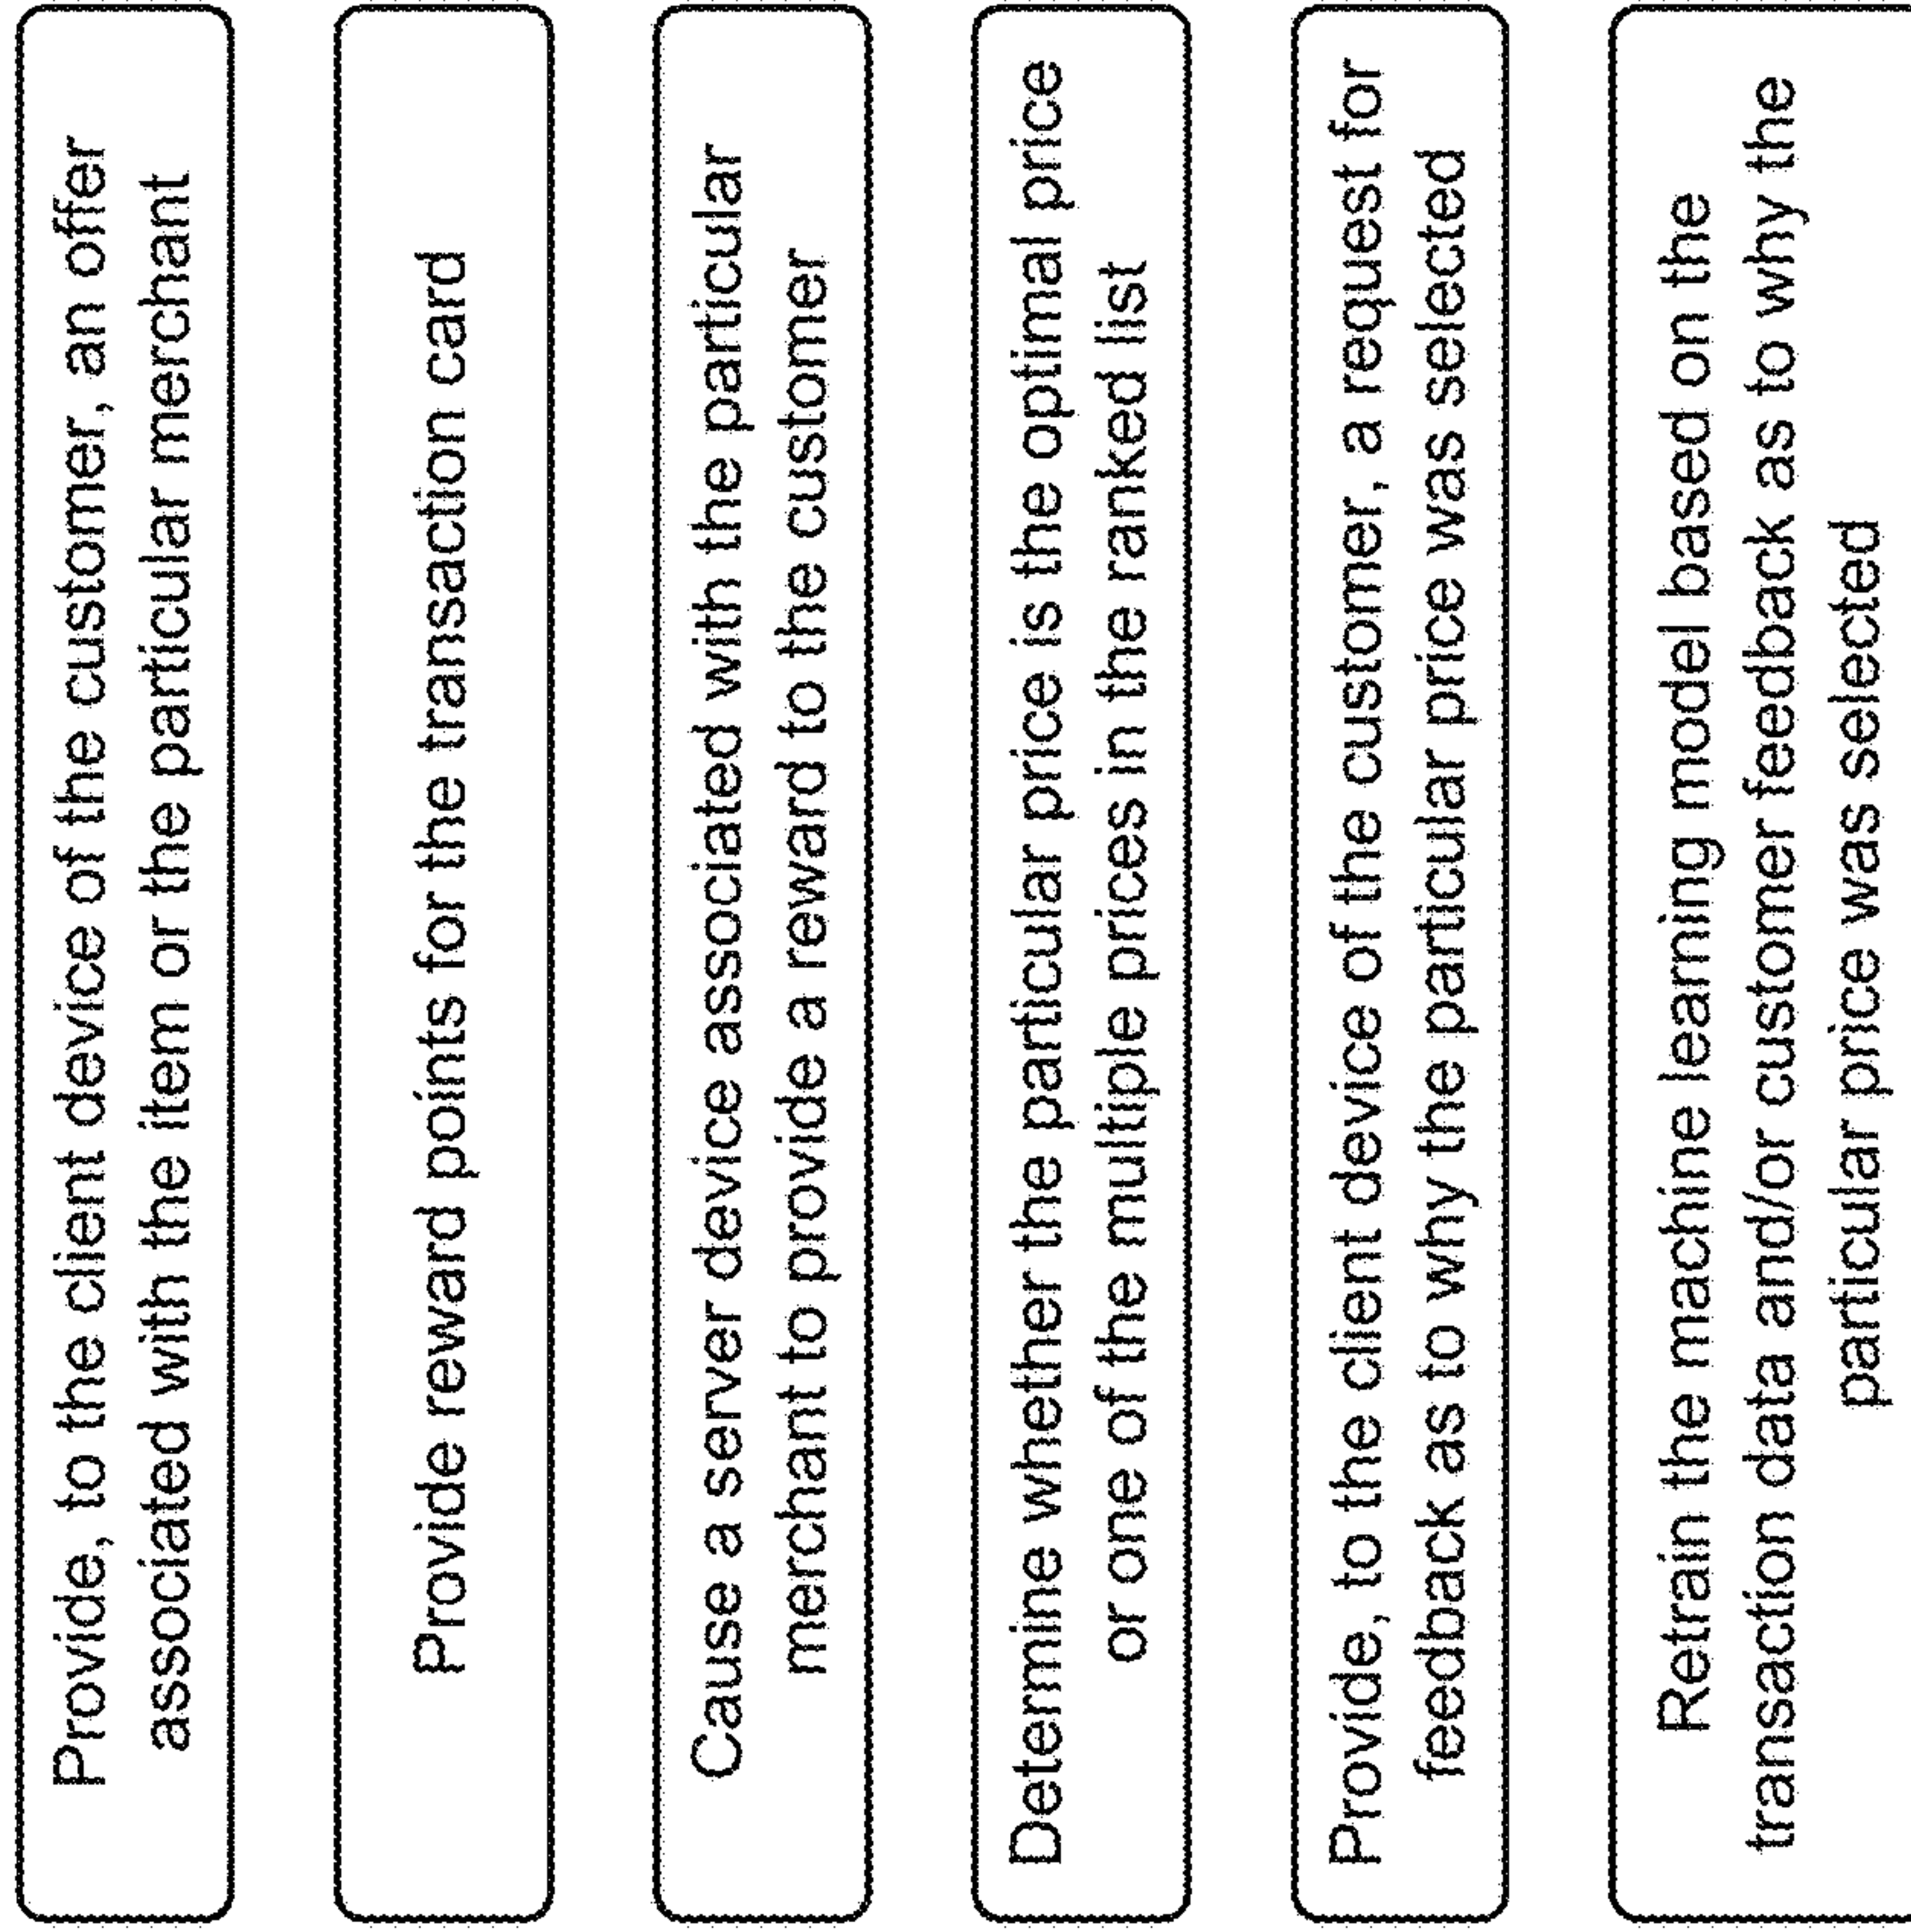 Provide, to the client device of the customer, an offer
associated with the item or the particular merchant
Provide reward points for the transaction card
Cause a server device associated with the particular
merchant to provide a reward to the customer
Determine whether the particular price is the optimal price
or one of the multiple prices in the ranked list
Provide, to the client device of the customer, a request for
feedback as to why the particular price was selected
Retrain the machine learning model based on the
transaction data and/or customer feedback as to why the
particular price was selected